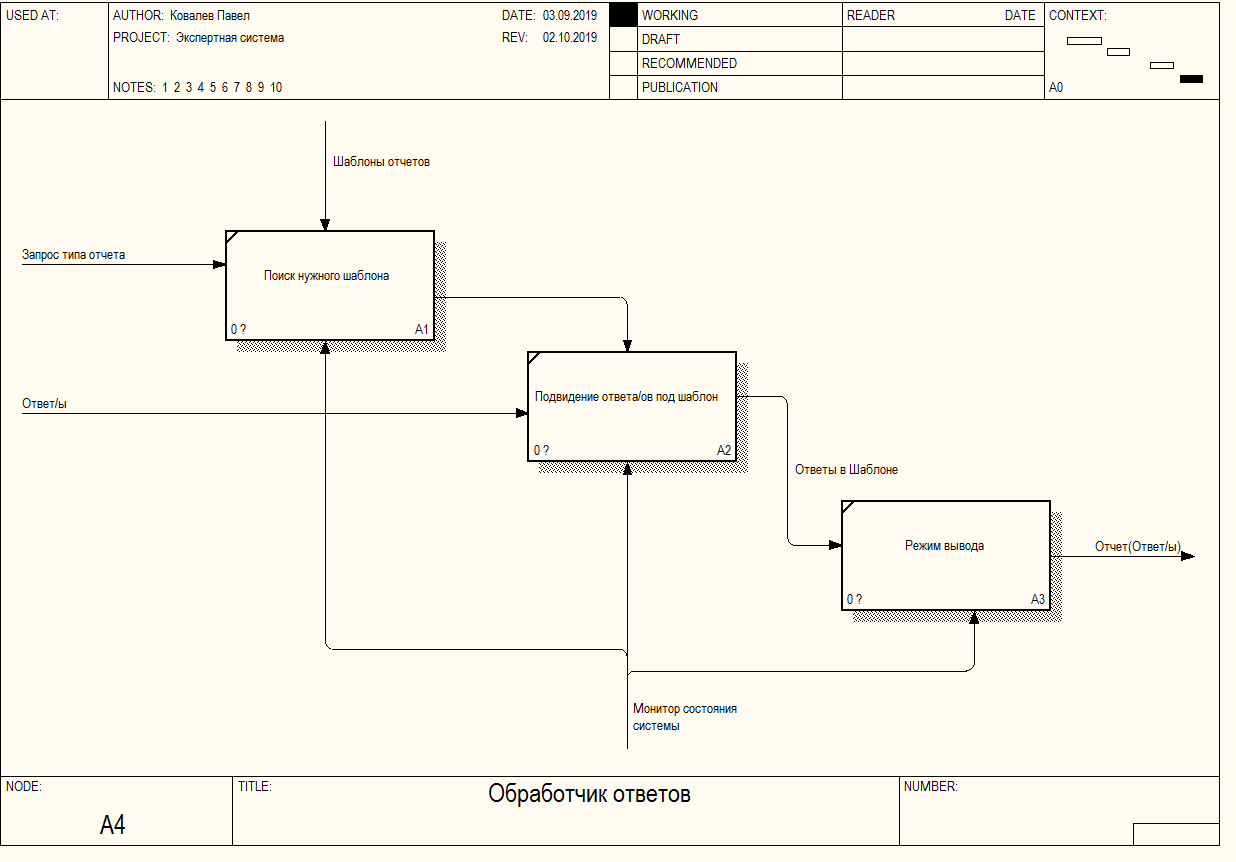 USED AT:
AUTHOR: Ковалев Павел
DATE: 03.09.2019
PROJECT: Экспертная система
REV: 02.10.2019
NOTES: 1 2 3 4 5 6 7 8 9 10
WORKING
DRAFT
RECOMMENDED
PUBLICATION
READER
DATE
CONTEXT:
A0
Шаблоны отчетов
Запрос типа отчета
Поиск нужного шаблона
0 ?
A1
Ответ/ы
Подвидение ответа/ов под шаблон
0 ?
A2
Ответы в Шаблоне
Режим вывода
0 ?
A3
Отчет(Ответ/ы)
Монитор состояния
системы
NODE:
A4
TITLE:
Обработчик ответов
NUMBER: